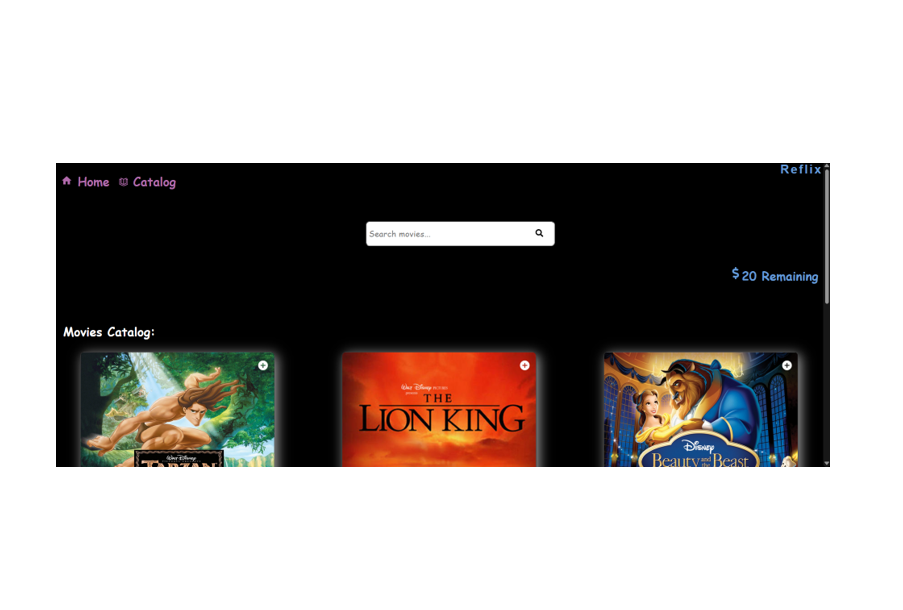 Reflix
Home Catalog
Search movies...
$20 Remaining
Movies Catalog:
Walt Disney
TARZAN
Walt Disney PICTURES
presents
THE
LION KING
Disney
Beauty and the Beast